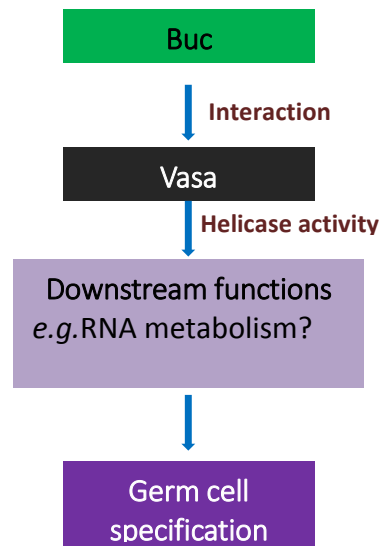 Buc
Interaction
Vasa
Helicase activity
Downstream functions
e.g.RNA metabolism?
Germ cell
specification